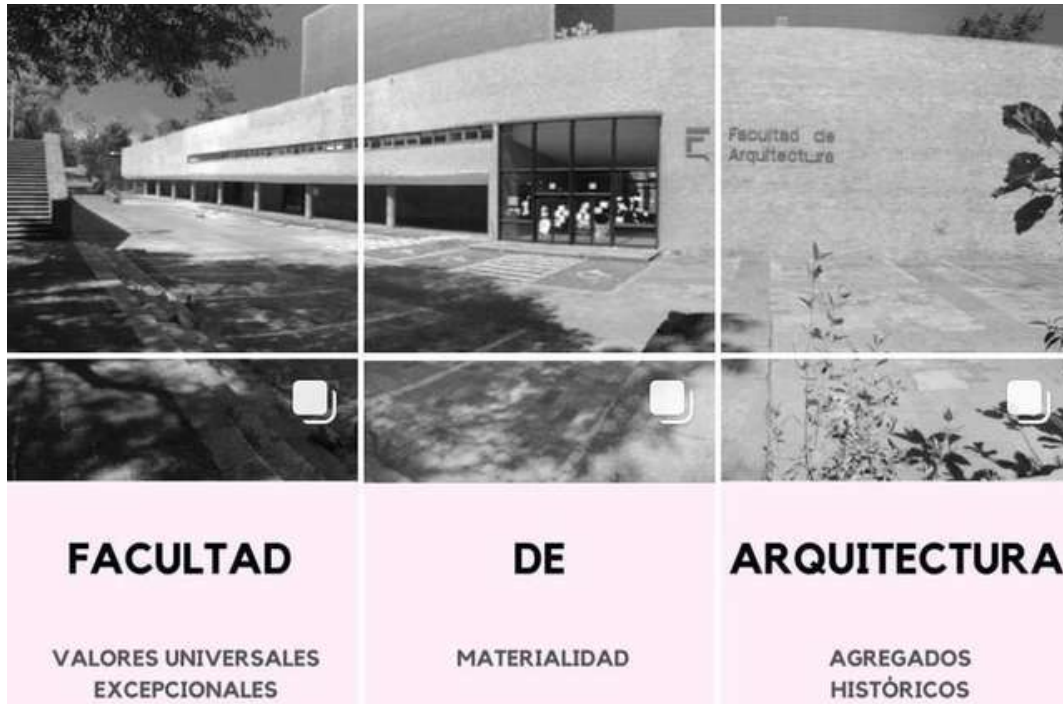 Facultad de
Arquitectura
FACULTAD
DE
ARQUITECTURA
VALORES UNIVERSALES
EXCEPCIONALES
MATERIALIDAD
AGREGADOS
HISTÓRICOS